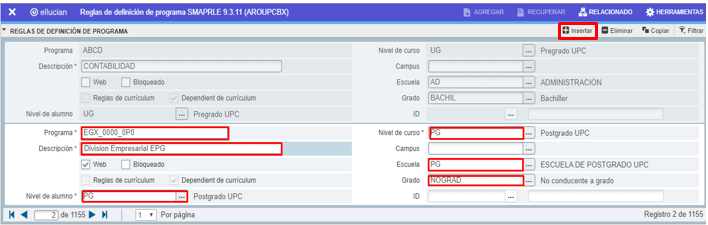 ✕ ellucian Reglas de definición de programa SMAPRLE 9.3.11 (AROUPCBX) AGREGAR RECUPERAR RELACIONADO HERRAMIENTAS
REGLAS DE DEFINICIÓN DE PROGRAMA Insertar Eliminar Copiar Filtrar
Programa ABCD Nivel de curso UG Pregrado UPC
Descripción * CONTABILIDAD Campus ...
Web Bloqueado Escuela AD ... ADMINISTRACIÓN
Reglas de currículum Dependent de currículum Grado BACHIL ... Bachiller
Nivel de alumno UG ... Pregrado UPC ID ...
Programa * EGX_0000_0P0 Nivel de curso * PG ... Postgrado UPC
Descripción * Division Empresarial EPG Campus ...
Web Bloqueado Escuela PG ... ESCUELA DE POSTGRADO UPC
Reglas de currículum Dependent de currículum Grado NOGRAD ... No conducente a grado
Nivel de alumno * PG ... Postgrado UPC ID ...
2 de 1155 1 Por página Registro 2 de 1155